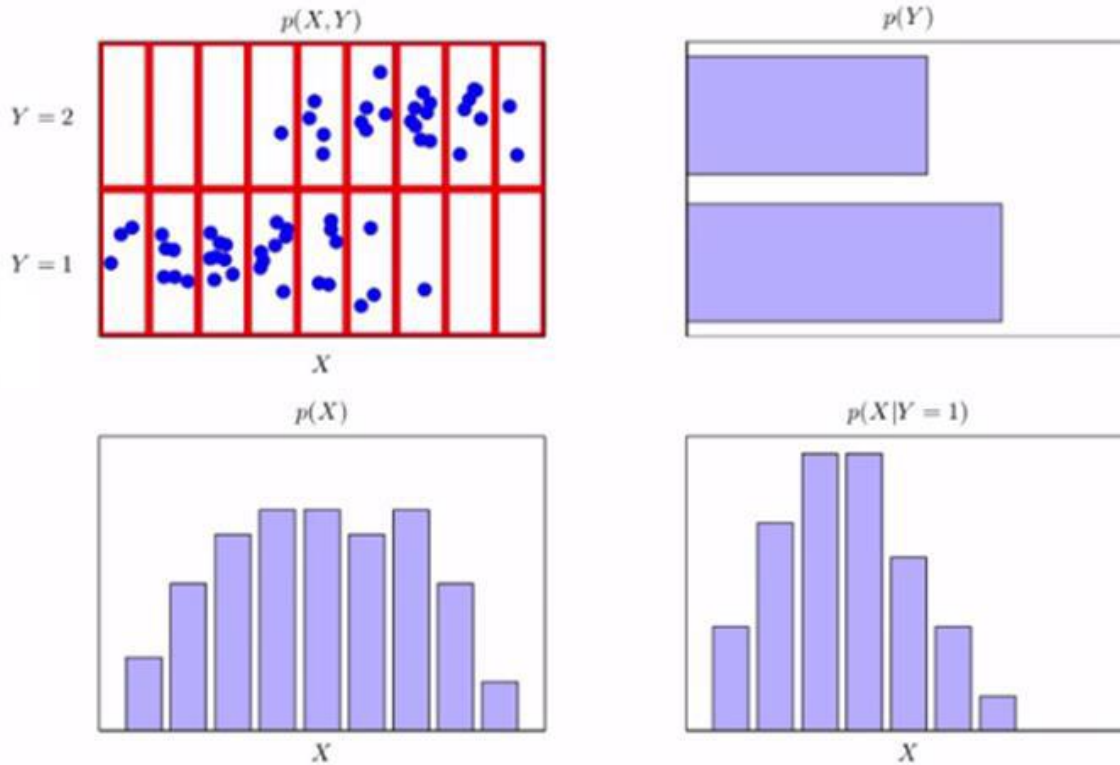 p(X,Y)
p(Y)
Y = 2
Y = 1
X
p(X)
p(X|Y = 1)
X
X